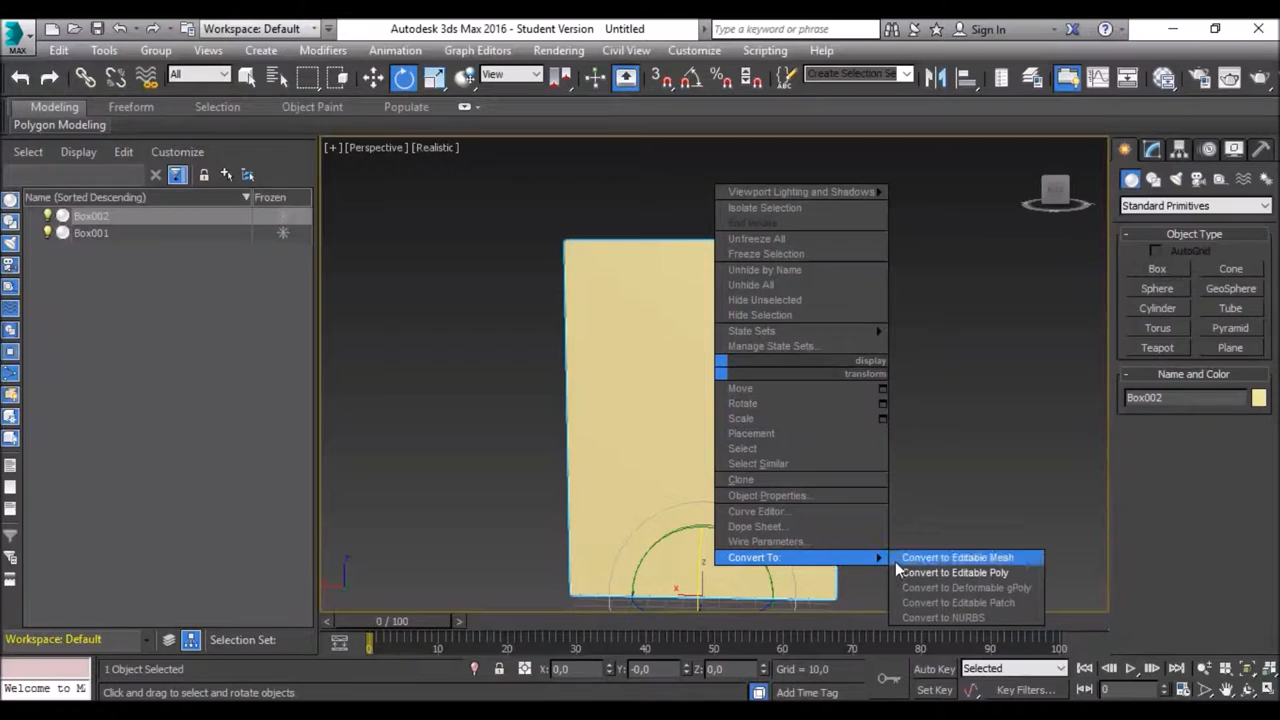 Workspace: Default
Autodesk 3ds Max 2016 - Student Version Untitled
Type a keyword or phrase
Sign In
MAX
Edit Tools Group Views Create Modifiers Animation Graph Editors Rendering Civil View Customize Scripting Help
All
View
Create Selection Se
Modeling Freeform Selection Object Paint Populate
Polygon Modeling
Select Display Edit Customize
Name (Sorted Descending) Frozen
Box002
Box001
[+] [Perspective] [Realistic]
Viewport Lighting and Shadows
Isolate Selection
End Isolate
Unfreeze All
Freeze Selection
Unhide by Name
Unhide All
Hide Unselected
Hide Selection
State Sets
Manage State Sets...
display
transform
Move
Rotate
Scale
Placement
Select
Select Similar
Clone
Object Properties...
Curve Editor...
Dope Sheet...
Wire Parameters...
Convert To:
Convert to Editable Mesh
Convert to Editable Poly
Convert to Deformable gPoly
Convert to Editable Patch
Convert to NURBS
z
x
Standard Primitives
- Object Type
AutoGrid
Box Cone
Sphere GeoSphere
Cylinder Tube
Torus Pyramid
Teapot Plane
- Name and Color
Box002
< 0 / 100 >
Workspace: Default
Selection Set:
0 10 20 30 40 50 60 70 80 90 100
1 Object Selected
X: 0,0 Y: -0,0 Z: 0,0 Grid = 10,0
Auto Key Selected
Welcome to M
Click and drag to select and rotate objects
Add Time Tag
Set Key Key Filters... 0